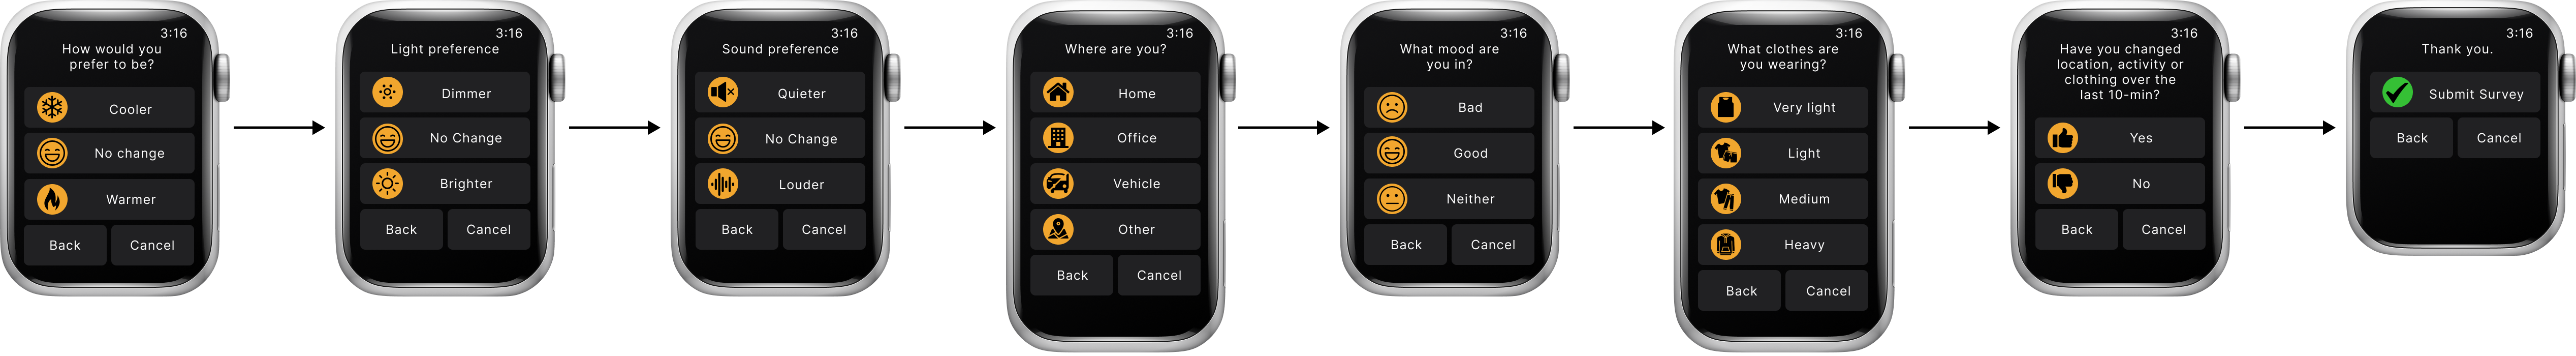 3:16
How would you
prefer to be?
Cooler
No change
Warmer
Back
Cancel
3:16
Light preference
Dimmer
No Change
Brighter
Back
Cancel
3:16
Sound preference
Quieter
No Change
Louder
Back
Cancel
3:16
Where are you?
Home
Office
Vehicle
Other
Back
Cancel
3:16
What mood are
you in?
Bad
Good
Neither
Back
Cancel
3:16
What clothes are
you wearing?
Very light
Light
Medium
Heavy
Back
Cancel
3:16
Have you changed
location, activity or
clothing over the
last 10-min?
Yes
No
Back
Cancel
3:16
Thank you.
Submit Survey
Back
Cancel